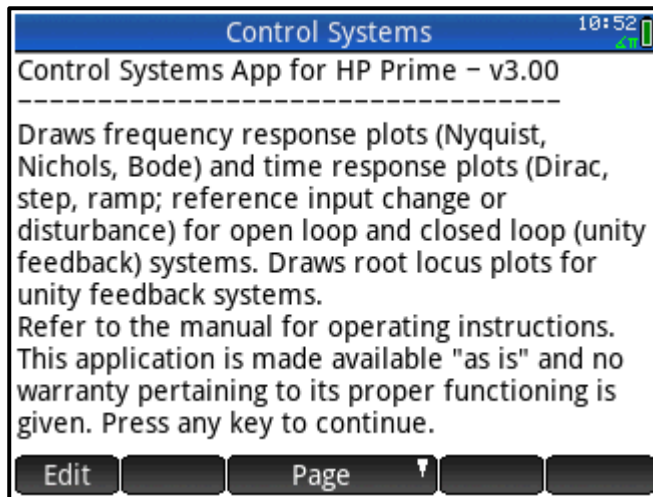 Control Systems
10:52
∡π
Control Systems App for HP Prime – v3.00
----------------------------------
Draws frequency response plots (Nyquist,
Nichols, Bode) and time response plots (Dirac,
step, ramp; reference input change or
disturbance) for open loop and closed loop (unity
feedback) systems. Draws root locus plots for
unity feedback systems.
Refer to the manual for operating instructions.
This application is made available "as is" and no
warranty pertaining to its proper functioning is
given. Press any key to continue.
Edit Page